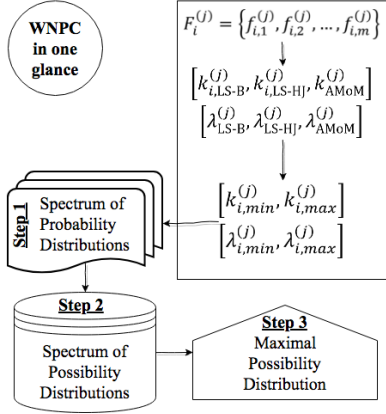 WNPC
in one
glance
F_i^{(j)} = {f_{i,1}^{(j)}, f_{i,2}^{(j)}, ..., f_{i,m}^{(j)}}
[k_{i,LS-B}^{(j)}, k_{i,LS-HJ}^{(j)}, k_{AMoM}^{(j)}]
[λ_{LS-B}^{(j)}, λ_{LS-HJ}^{(j)}, λ_{AMoM}^{(j)}]
[k_{i,min}^{(j)}, k_{i,max}^{(j)}]
[λ_{i,min}^{(j)}, λ_{i,max}^{(j)}]
Step 1
Spectrum of
Probability
Distributions
Step 2
Spectrum of
Possibility
Distributions
Step 3
Maximal
Possibility
Distribution